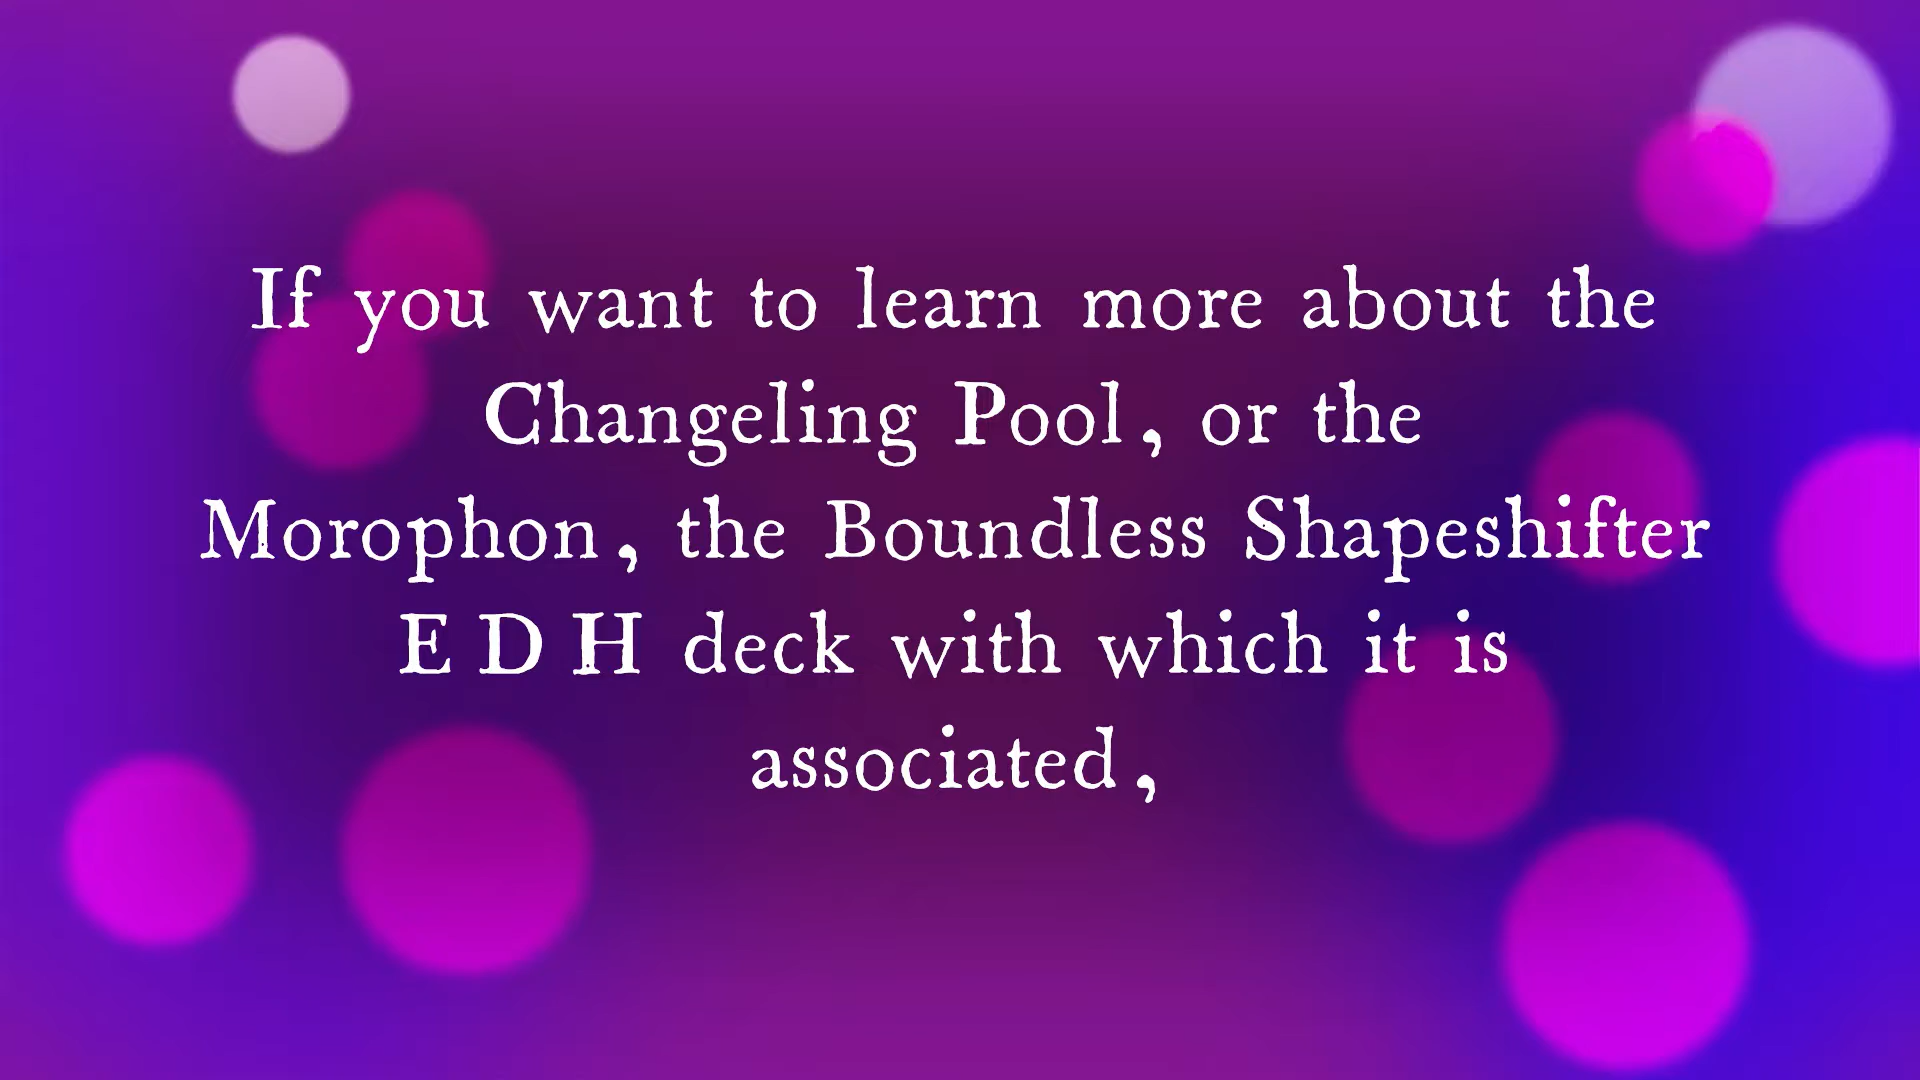 If you want to learn more about the
Changeling Pool, or the
Morophon, the Boundless Shapeshifter
E D H deck with which it is
associated,